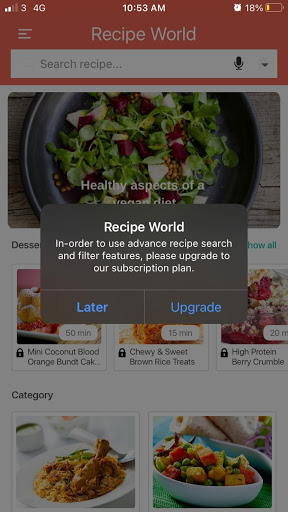 3 4G 10:53 AM 18%
Recipe World
Search recipe...
Healthy aspects of a
vegan diet
Recipe World
In-order to use advance recipe search
and filter features, please upgrade to
our subscription plan.
Later Upgrade
Desse
how all
50 min
15 min
20 m
Mini Coconut Blood
Orange Bundt Cak...
Chewy & Sweet
Brown Rice Treats
High Protein
Berry Crumble
Category